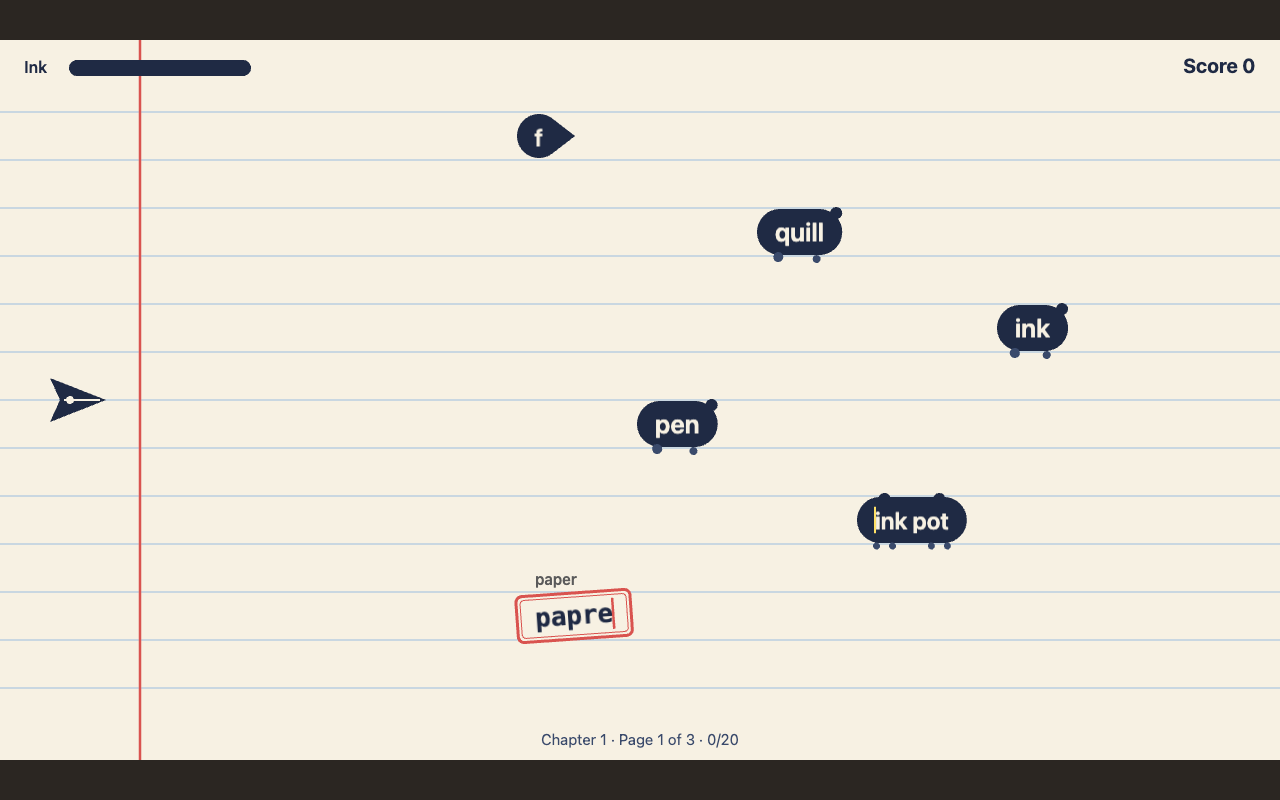 Ink
Score 0
f
quill
ink
pen
ink pot
paper
papre
Chapter 1 · Page 1 of 3 · 0/20